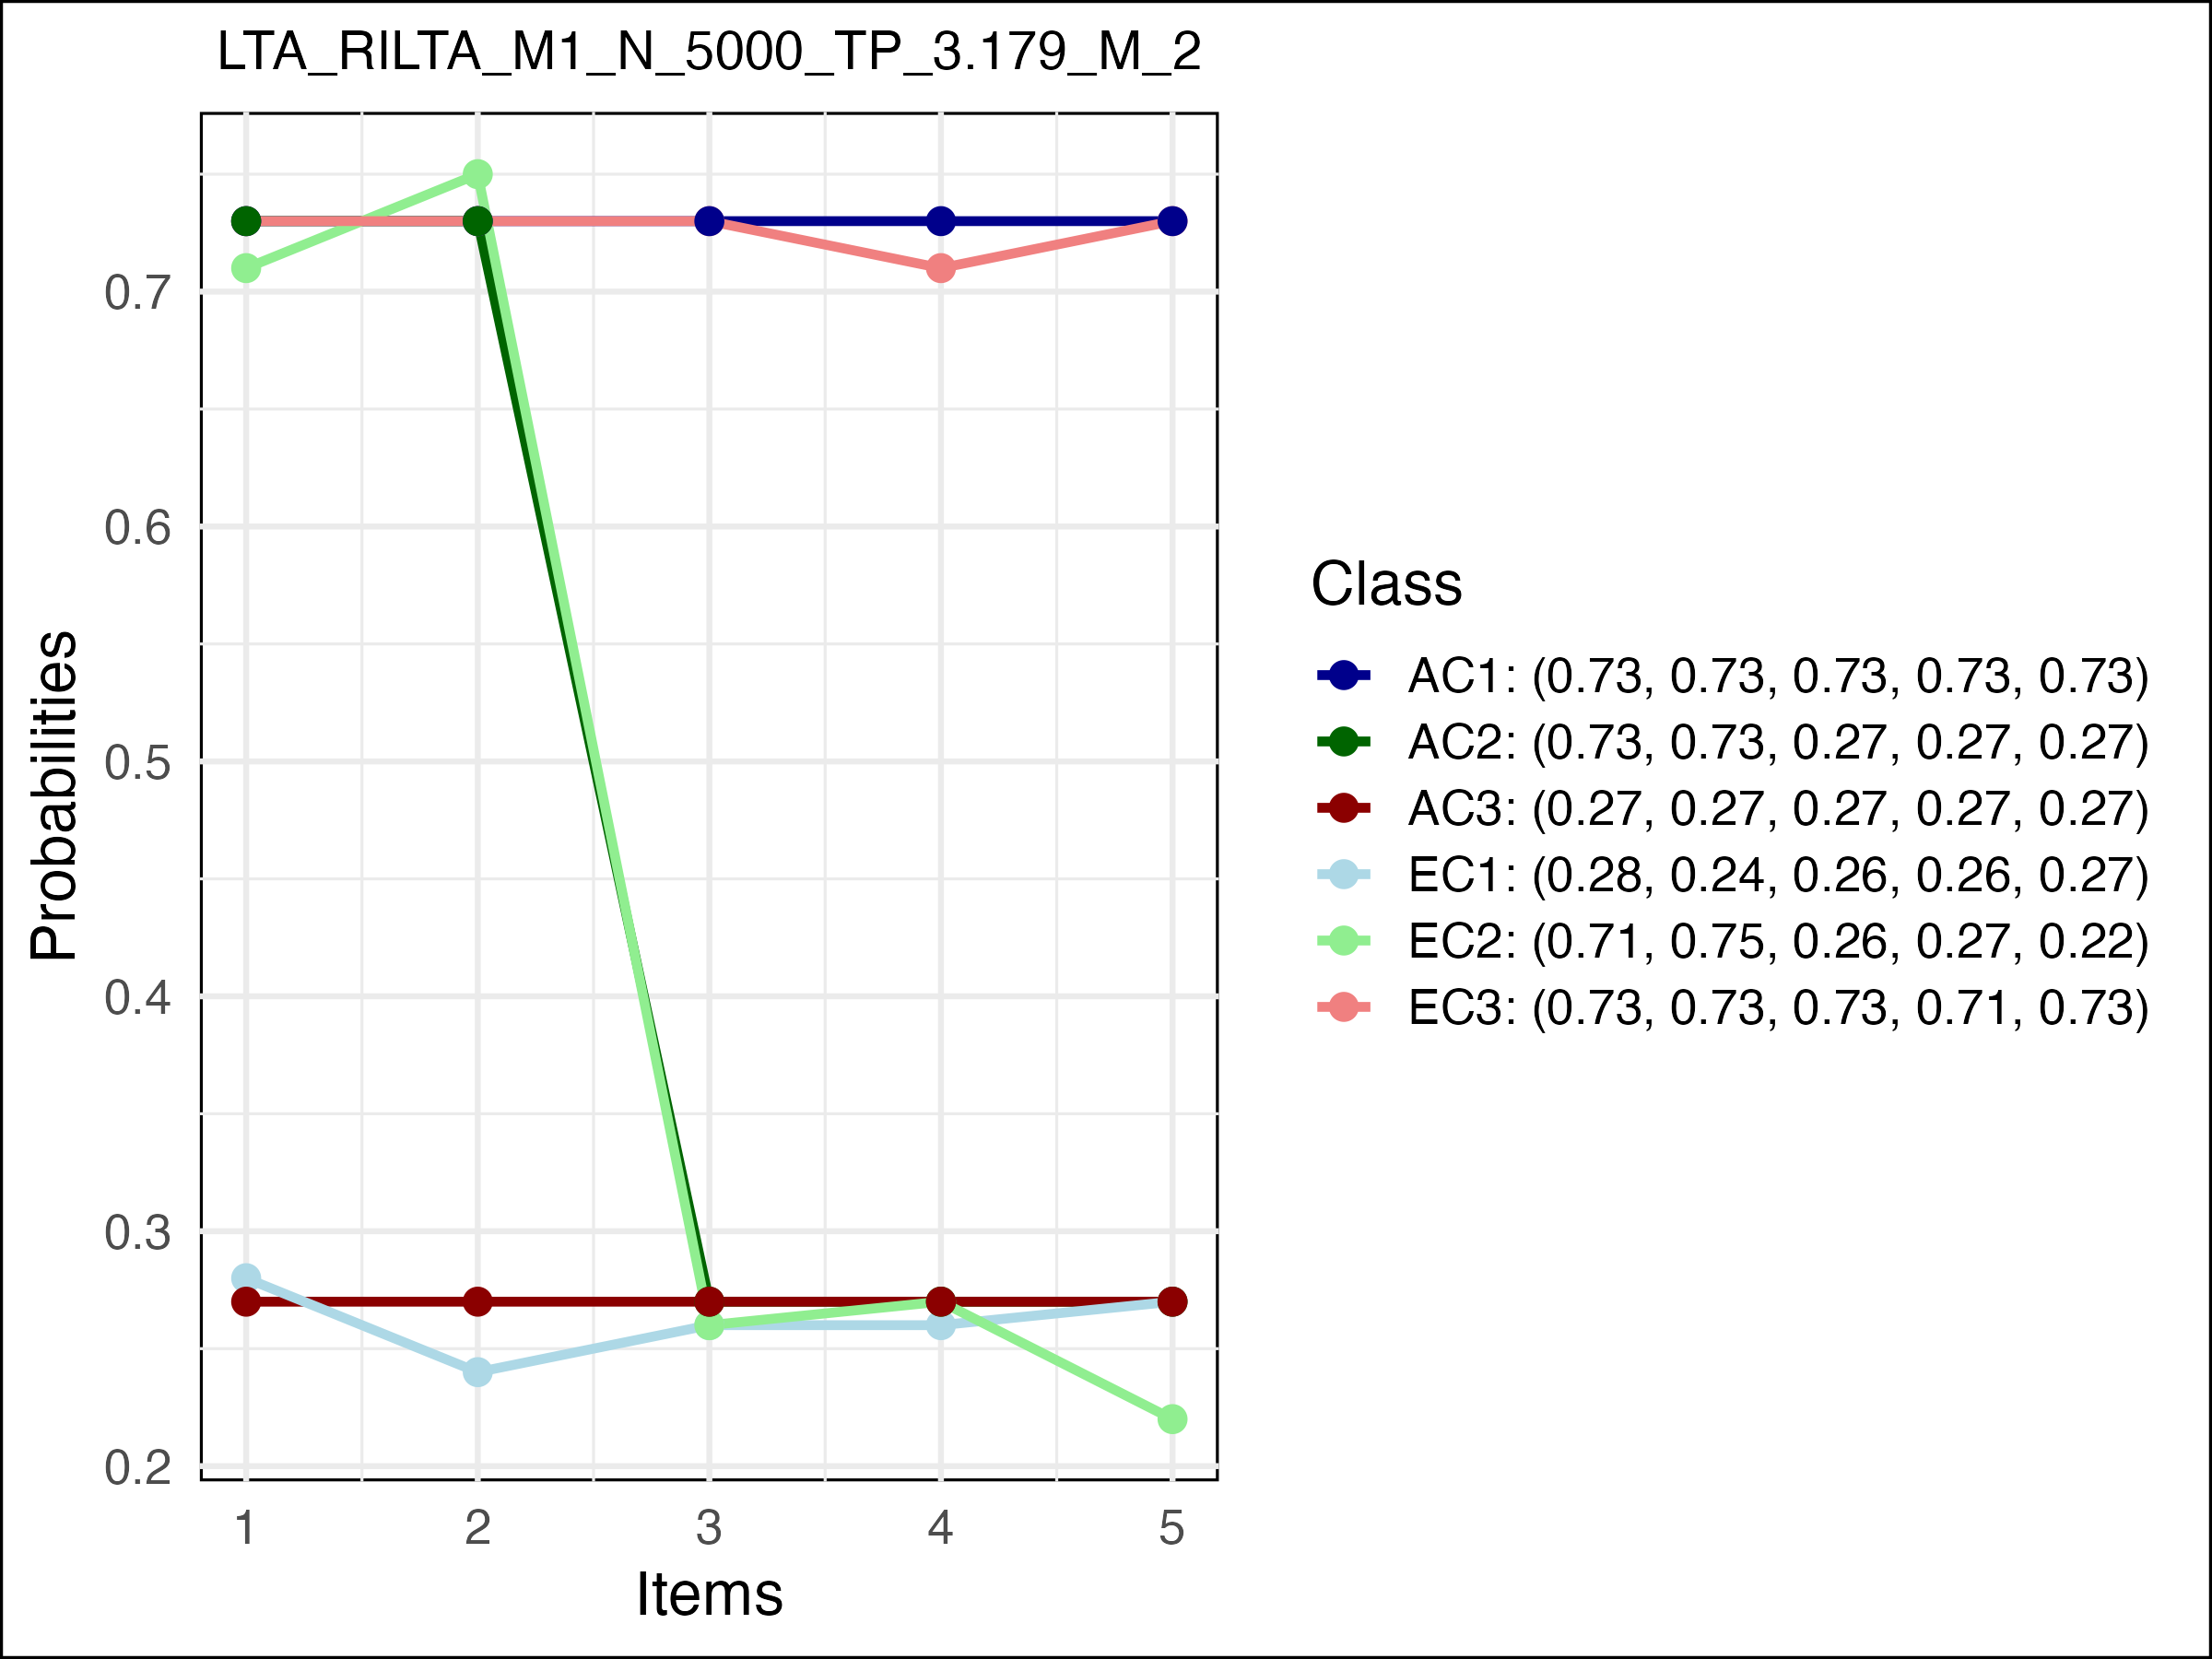 LTA_RILTA_M1_N_5000_TP_3.179_M_2
Probabilities
0.7
0.6
0.5
0.4
0.3
0.2
1 2 3 4 5
Items
Class
AC1: (0.73, 0.73, 0.73, 0.73, 0.73)
AC2: (0.73, 0.73, 0.27, 0.27, 0.27)
AC3: (0.27, 0.27, 0.27, 0.27, 0.27)
EC1: (0.28, 0.24, 0.26, 0.26, 0.27)
EC2: (0.71, 0.75, 0.26, 0.27, 0.22)
EC3: (0.73, 0.73, 0.73, 0.71, 0.73)